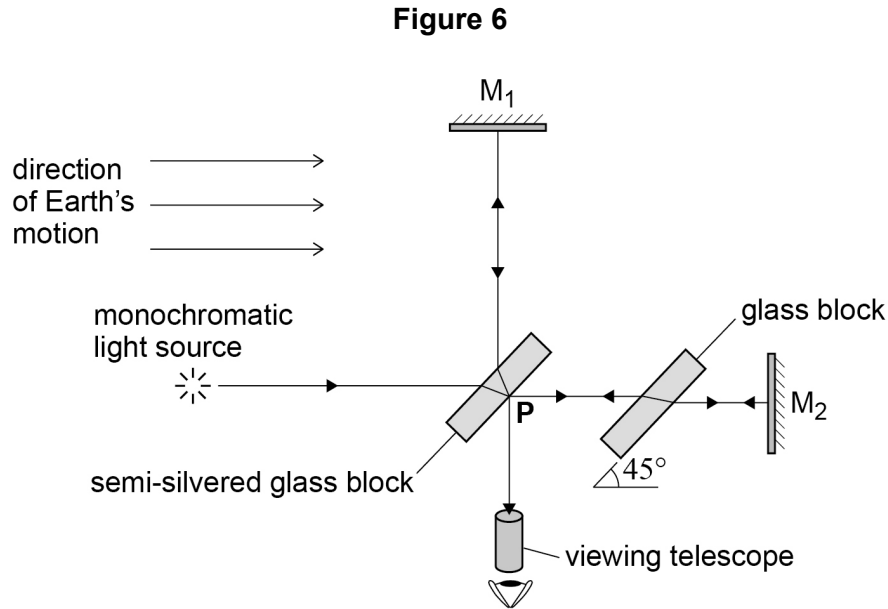 Figure 6
M₁
direction
of Earth's
motion
monochromatic
light source
glass block
P
M₂
45°
semi-silvered glass block
viewing telescope